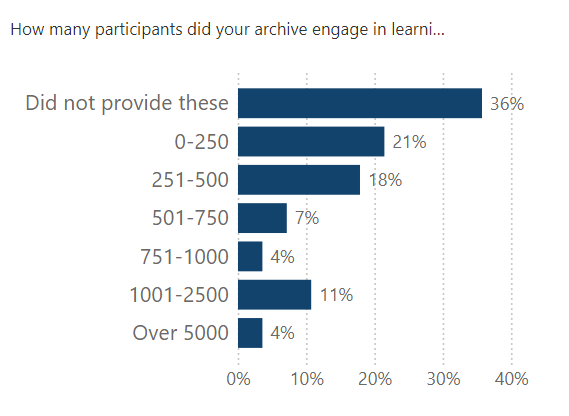 How many participants did your archive engage in learni...
Did not provide these 36%
0-250 21%
251-500 18%
501-750 7%
751-1000 4%
1001-2500 11%
Over 5000 4%
0% 10% 20% 30% 40%